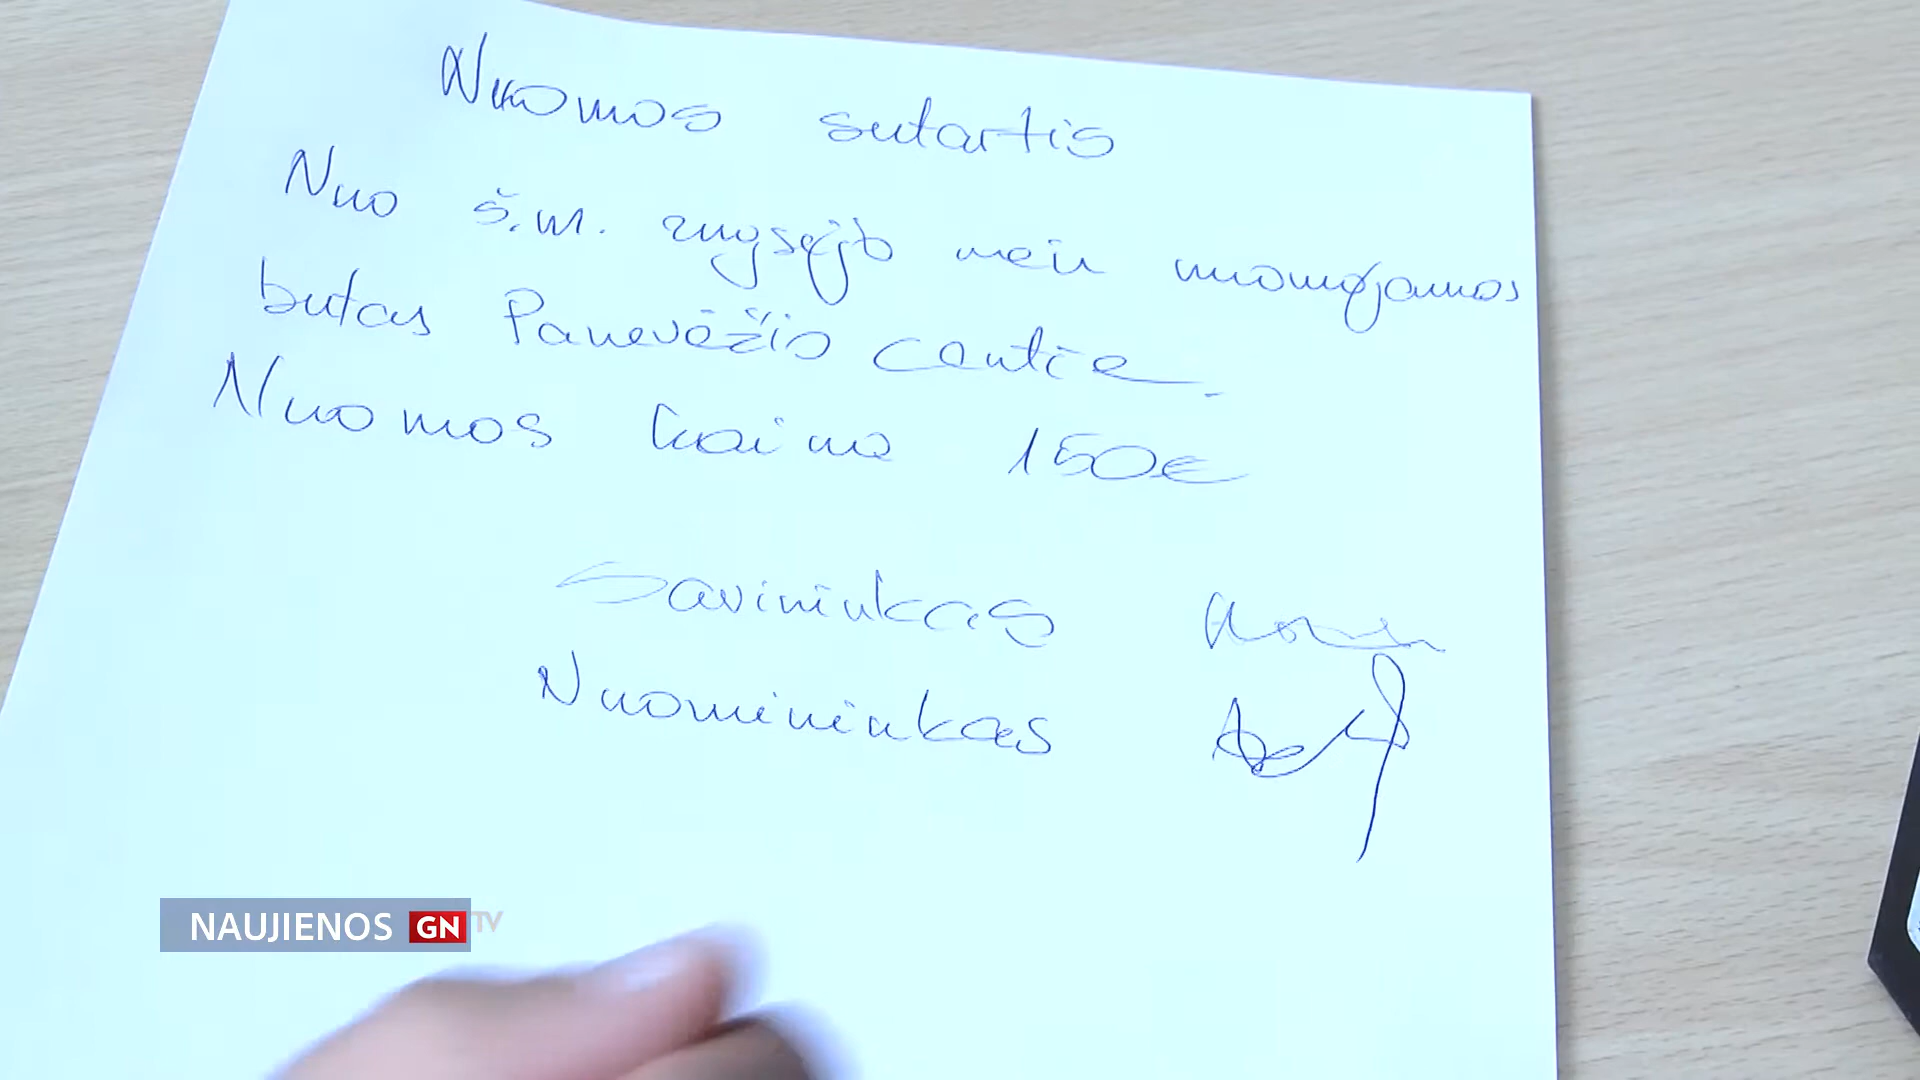 Nuomos sutartis
Nuo š.m. rugsėjo mėn nuomojamas
butas Panevėžio centre.
Nuomos kaina 150€
Savininkas
Nuomininkas
NAUJIENOS GN TV